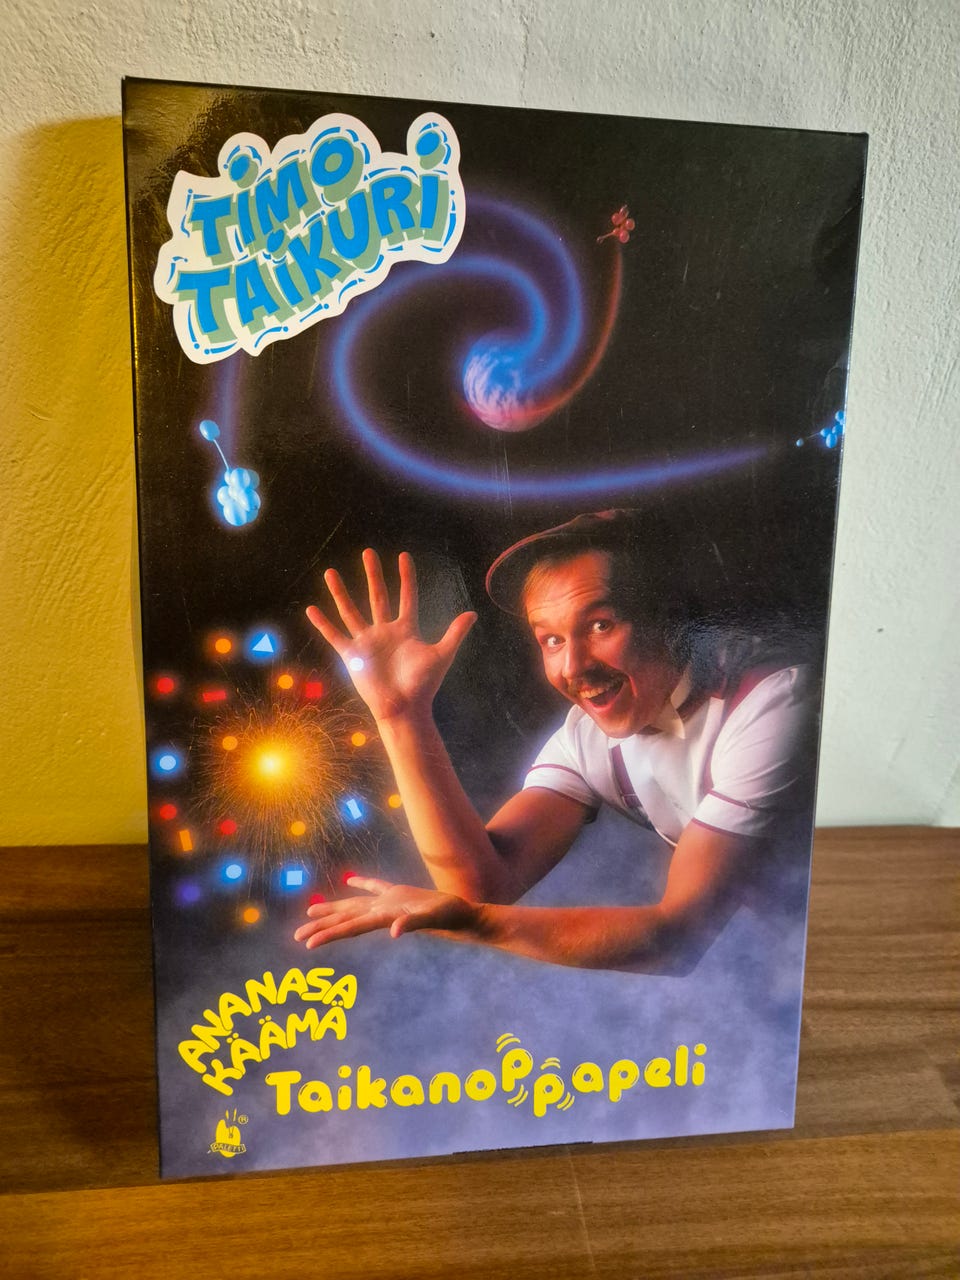 TIMO
TAIKURI
ANANASA
KÄÄMÄ
Taikanoppapeli